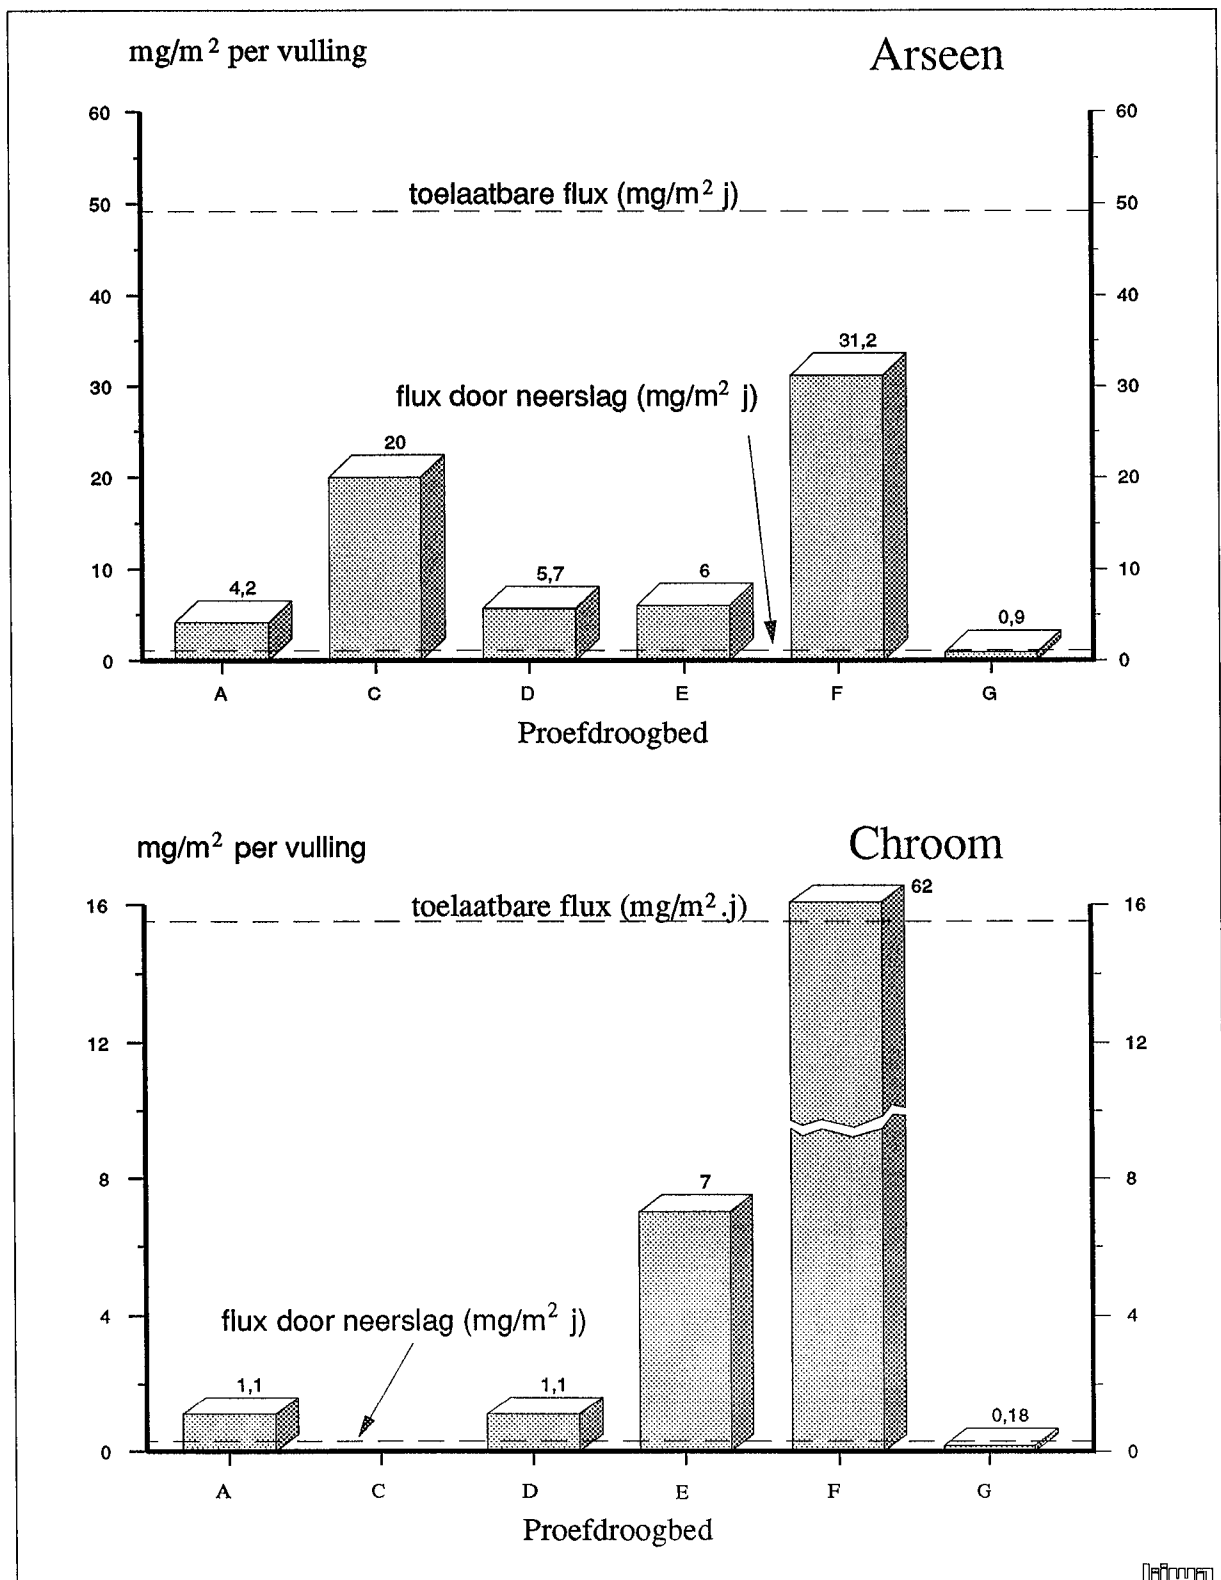 mg/m² per vulling
Arseen
60 60
toelaatbare flux (mg/m² j)
50 50
40 40
31,2
30 30
flux door neerslag (mg/m² j)
20
20 20
10 10
4,2 5,7 6 0,9
0 0
A C D E F G
Proefdroogbed
mg/m² per vulling
Chroom
62
16 toelaatbare flux (mg/m².j) 16
12 12
8 8
7
4 4
flux door neerslag (mg/m² j)
1,1 1,1
0,18
0 0
A C D E F G
Proefdroogbed